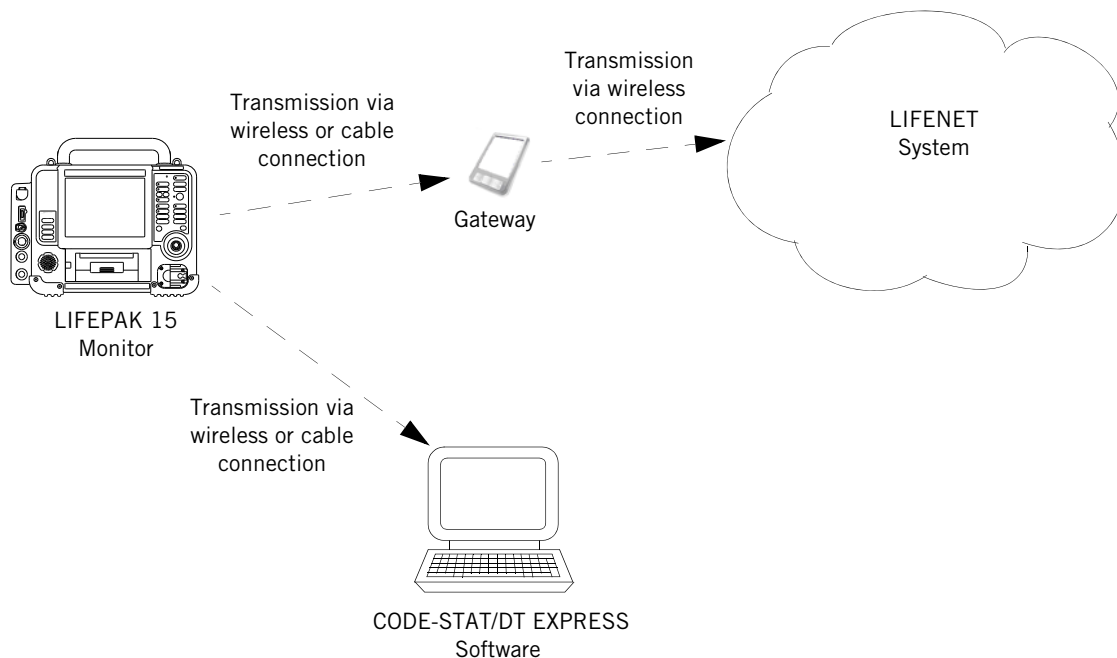 Transmission via
wireless or cable
connection
Transmission
via wireless
connection
LIFENET
System
Gateway
LIFEPAK 15
Monitor
Transmission via
wireless or cable
connection
CODE-STAT/DT EXPRESS
Software